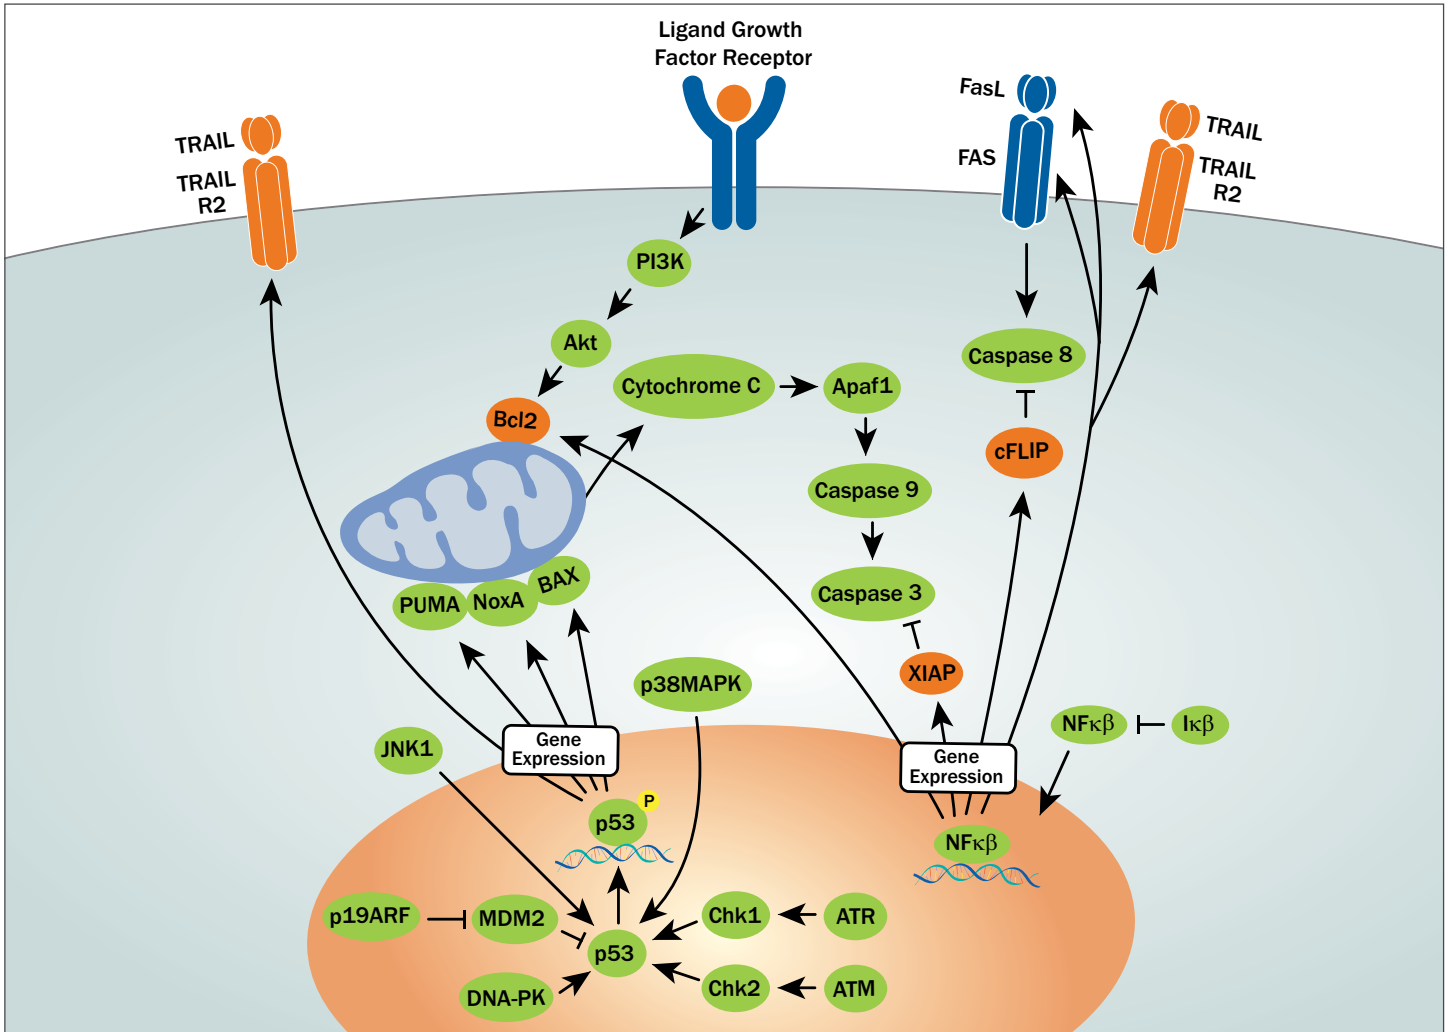 Ligand Growth
Factor Receptor
FasL
FAS
TRAIL
TRAIL
R2
TRAIL
TRAIL
R2
PI3K
Akt
Bcl2
Cytochrome C
Apaf1
Caspase 8
cFLIP
Caspase 9
Caspase 3
XIAP
PUMA
NoxA
BAX
p38MAPK
JNK1
Gene
Expression
Gene
Expression
NFκβ
Iκβ
P
p53
NFκβ
p19ARF
MDM2
p53
Chk1
ATR
DNA-PK
Chk2
ATM